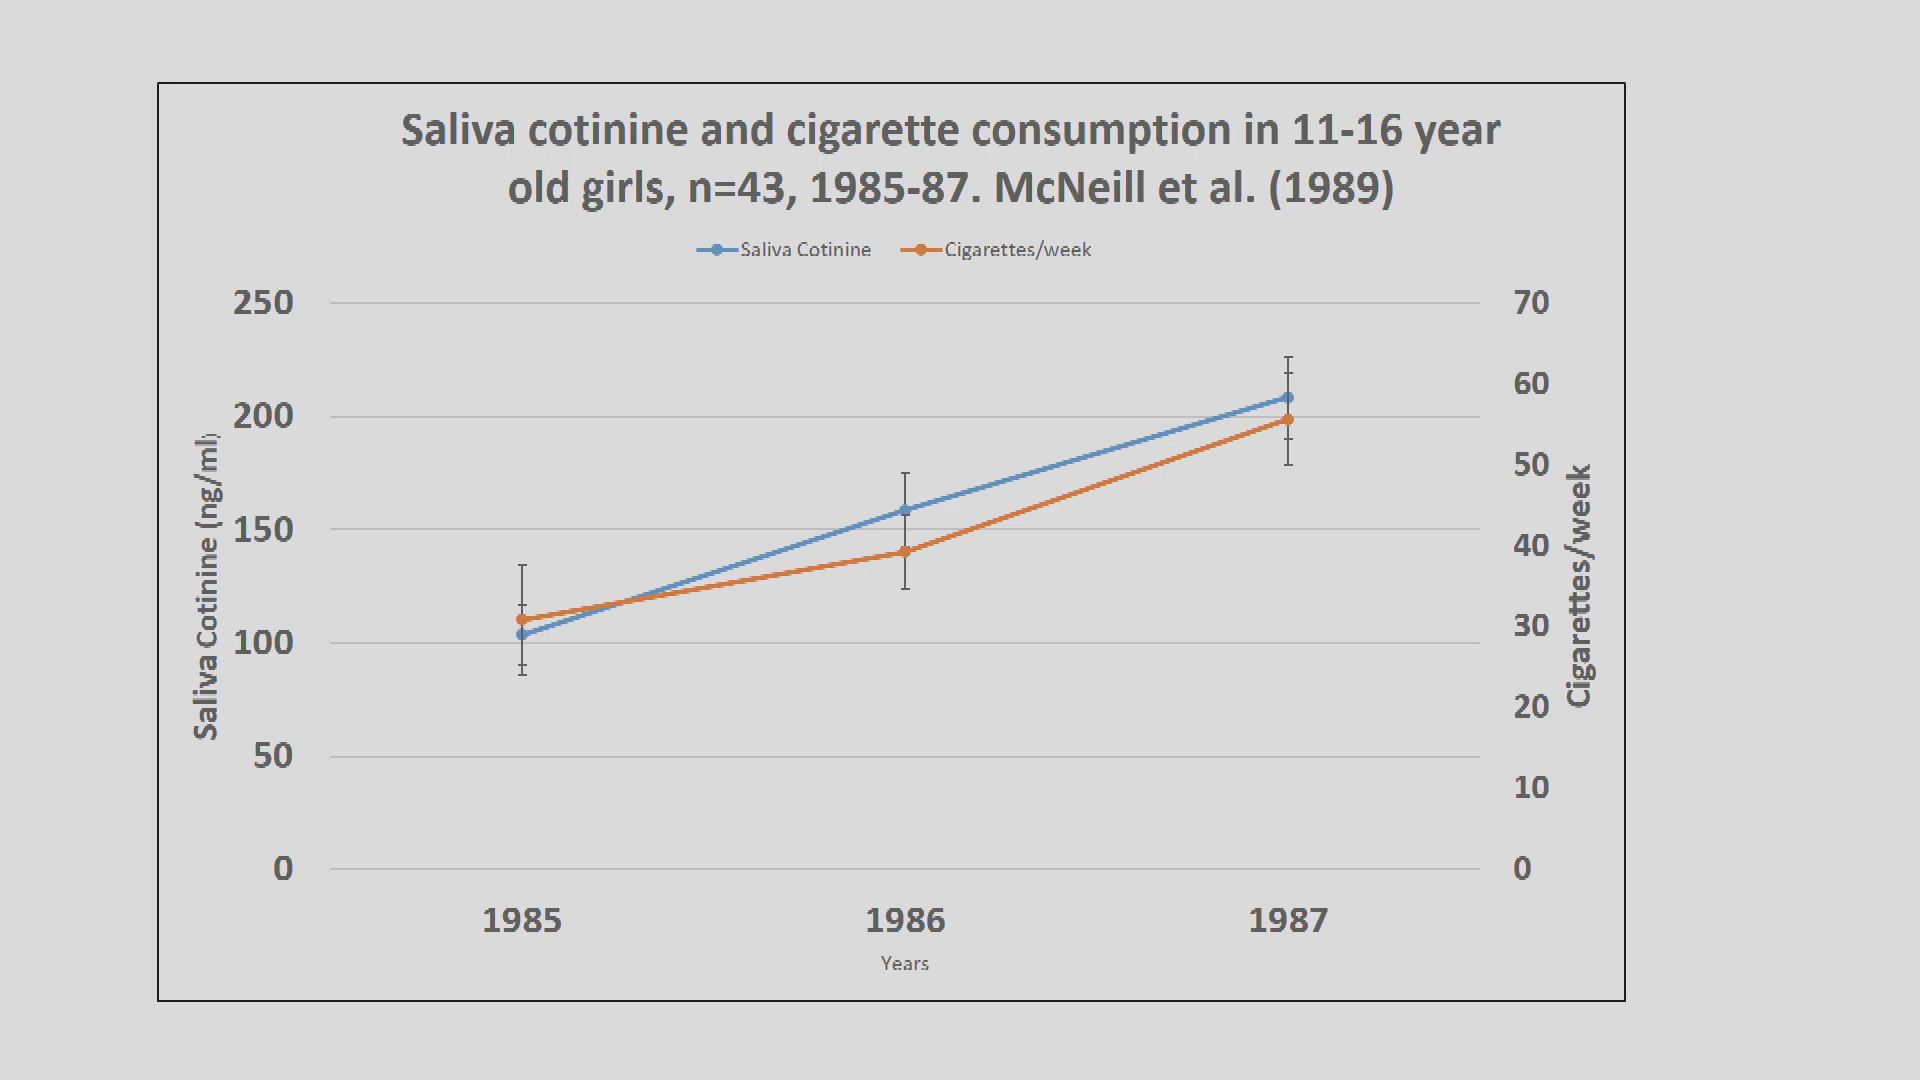 Saliva cotinine and cigarette consumption in 11-16 year
old girls, n=43, 1985-87. McNeill et al. (1989)
Saliva Cotinine
Cigarettes/week
250
200
150
100
50
0
Saliva Cotinine (ng/ml)
70
60
50
40
30
20
10
0
Cigarettes/week
1985
1986
1987
Years